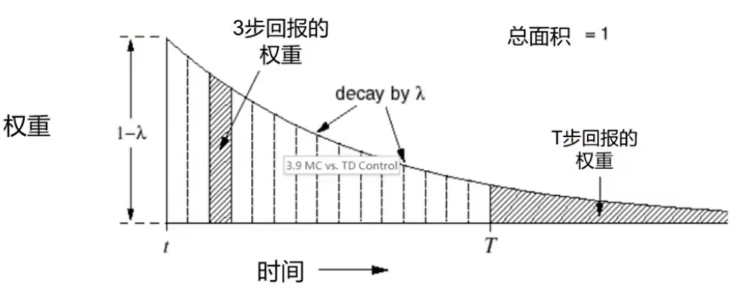 3步回报的
权重
总面积 = 1
decay by λ
权重
1−λ
3.9 MC vs. TD Control
T步回报的
权重
t
T
时间